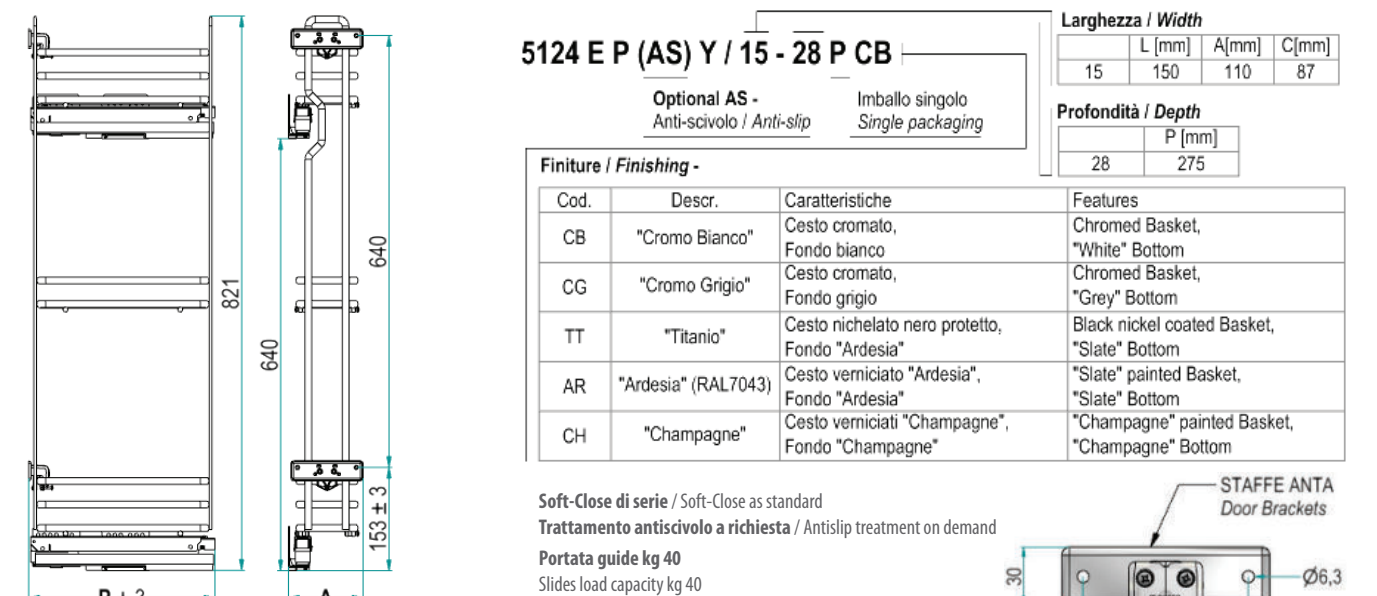 5124 E P (AS) Y / 15 - 28 P CB
Optional AS -
Anti-scivolo / Anti-slip
Imballo singolo
Single packaging
Larghezza / Width
L [mm] A[mm] C[mm]
15 150 110 87
Profondità / Depth
P [mm]
28 275
Finiture / Finishing -
Cod. Descr. Caratteristiche Features
CB "Cromo Bianco" Cesto cromato, Chromed Basket,
Fondo bianco "White" Bottom
CG "Cromo Grigio" Cesto cromato, Chromed Basket,
Fondo grigio "Grey" Bottom
TT "Titanio" Cesto nichelato nero protetto, Black nickel coated Basket,
Fondo "Ardesia" "Slate" Bottom
AR "Ardesia" (RAL7043) Cesto verniciato "Ardesia", "Slate" painted Basket,
Fondo "Ardesia" "Slate" Bottom
CH "Champagne" Cesto verniciati "Champagne", "Champagne" painted Basket,
Fondo "Champagne" "Champagne" Bottom
821
640
640
153 ± 3
A
Soft-Close di serie / Soft-Close as standard
Trattamento antiscivolo a richiesta / Antislip treatment on demand
Portata guide kg 40
Slides load capacity kg 40
STAFFE ANTA
Door Brackets
30
Ø6,3